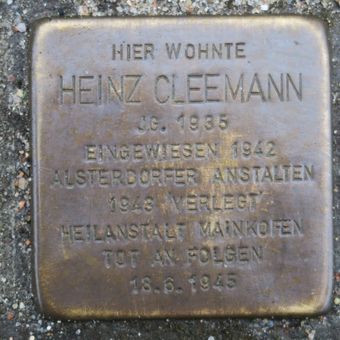 HIER WOHNTE
HEINZ CLEEMANN
JG. 1935
EINGEWIESEN 1942
ALSTERDORFER ANSTALTEN
1943 VERLEGT
HEILANSTALT MAINKOFEN
TOT AN FOLGEN
18.6.1945